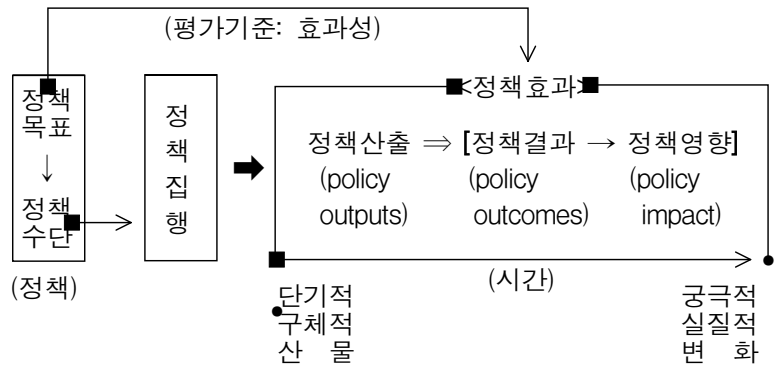 (평가기준: 효과성)
정책
목표
↓
정책
수단
(정책)
정
책
집
행
<정책효과>
정책산출 ⇒ [정책결과 → 정책영향]
(policy outputs)
(policy outcomes)
(policy impact)
(시간)
단기적
구체적
산 물
궁극적
실질적
변 화